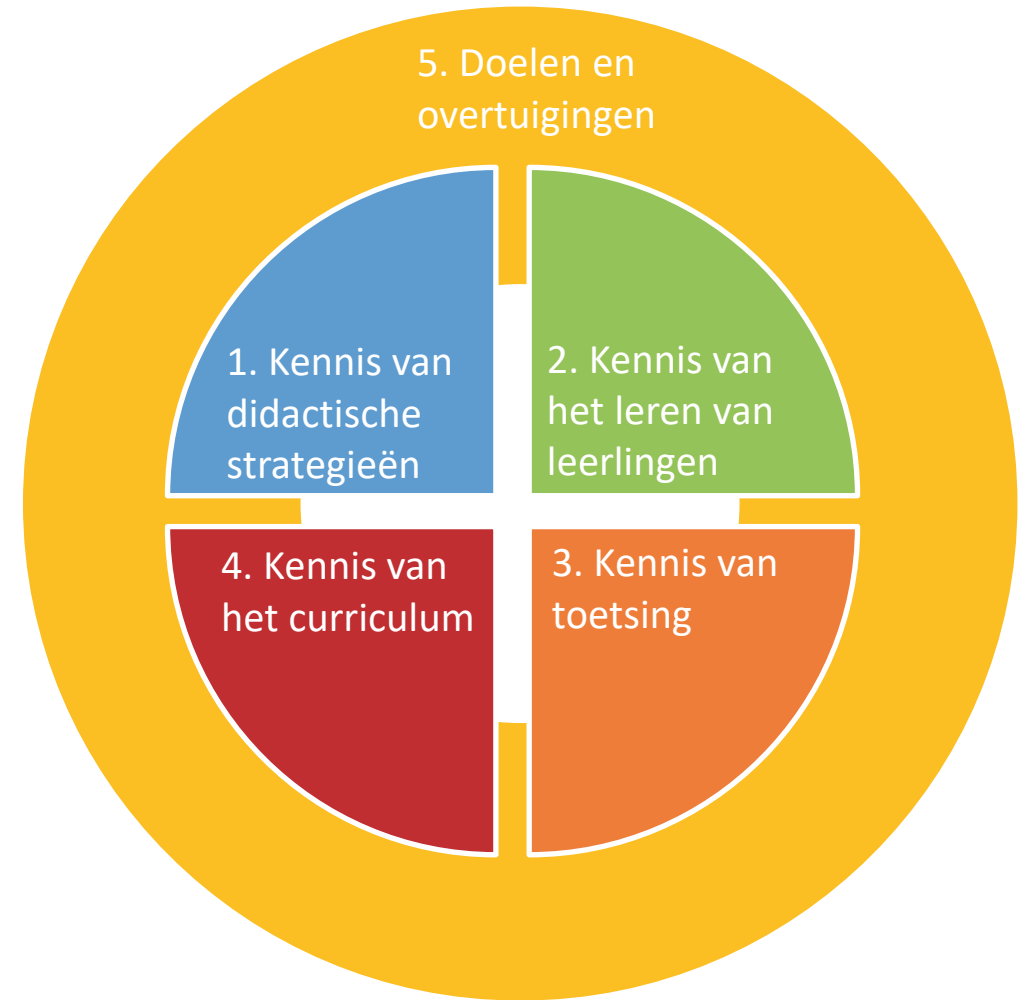 5. Doelen en
overtuigingen
1. Kennis van
didactische
strategieën
2. Kennis van
het leren van
leerlingen
4. Kennis van
het curriculum
3. Kennis van
toetsing